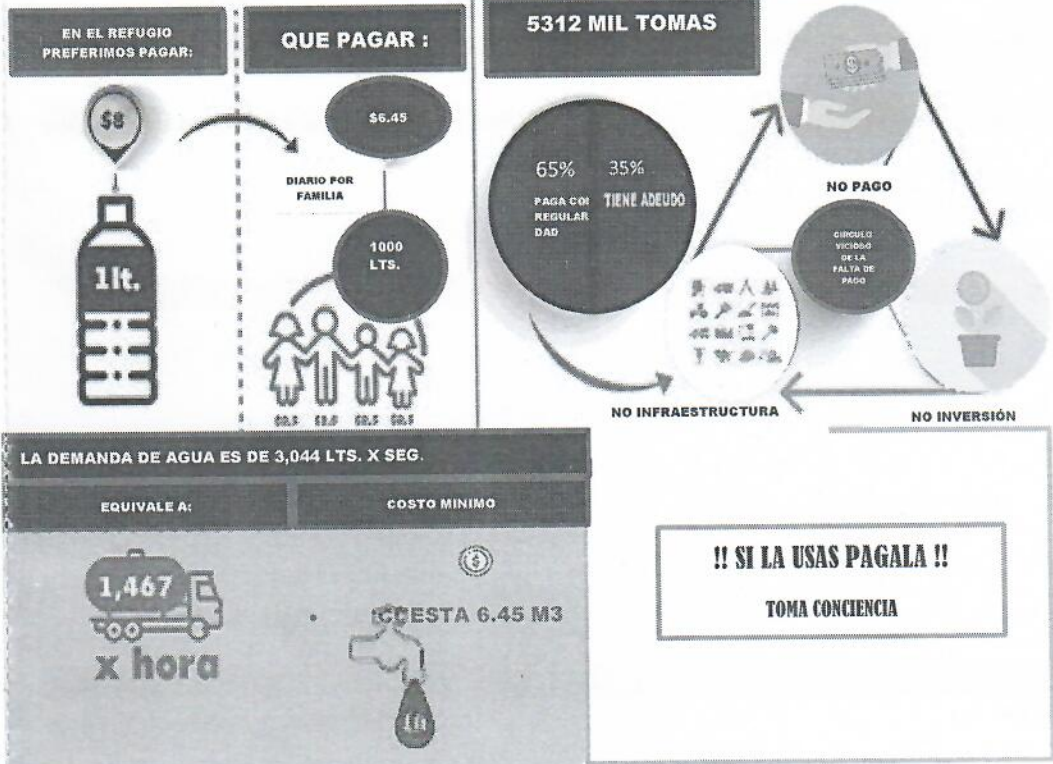 EN EL REFUGIO
PREFERIMOS PAGAR:
$8
1lt.
QUE PAGAR :
$6.45
DIARIO POR
FAMILIA
1000
LTS.
5312 MIL TOMAS
65%
PAGA CO
REGULAR
DAD
35%
TIENE ADEUDO
NO PAGO
CIRCULO
VICIOSO
DE LA
FALTA DE
PAGO
NO INFRAESTRUCTURA
NO INVERSIÓN
LA DEMANDA DE AGUA ES DE 3,044 LTS. X SEG.
EQUIVALE A:
1,467
x hora
COSTO MINIMO
$
CUESTA 6.45 M3
!! SI LA USAS PAGALA !!
TOMA CONCIENCIA